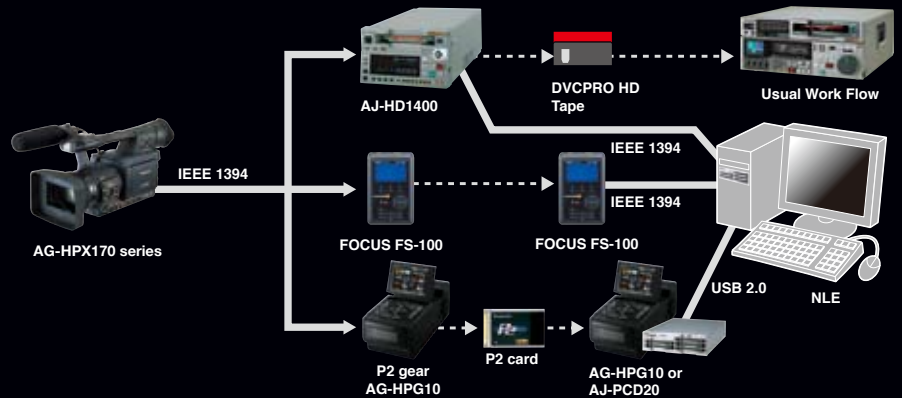 AJ-HD1400
DVCPRO HD
Tape
Usual Work Flow
IEEE 1394
IEEE 1394
IEEE 1394
AG-HPX170 series
FOCUS FS-100
FOCUS FS-100
USB 2.0
NLE
P2 gear
AG-HPG10
P2
P2 card
AG-HPG10 or
AJ-PCD20